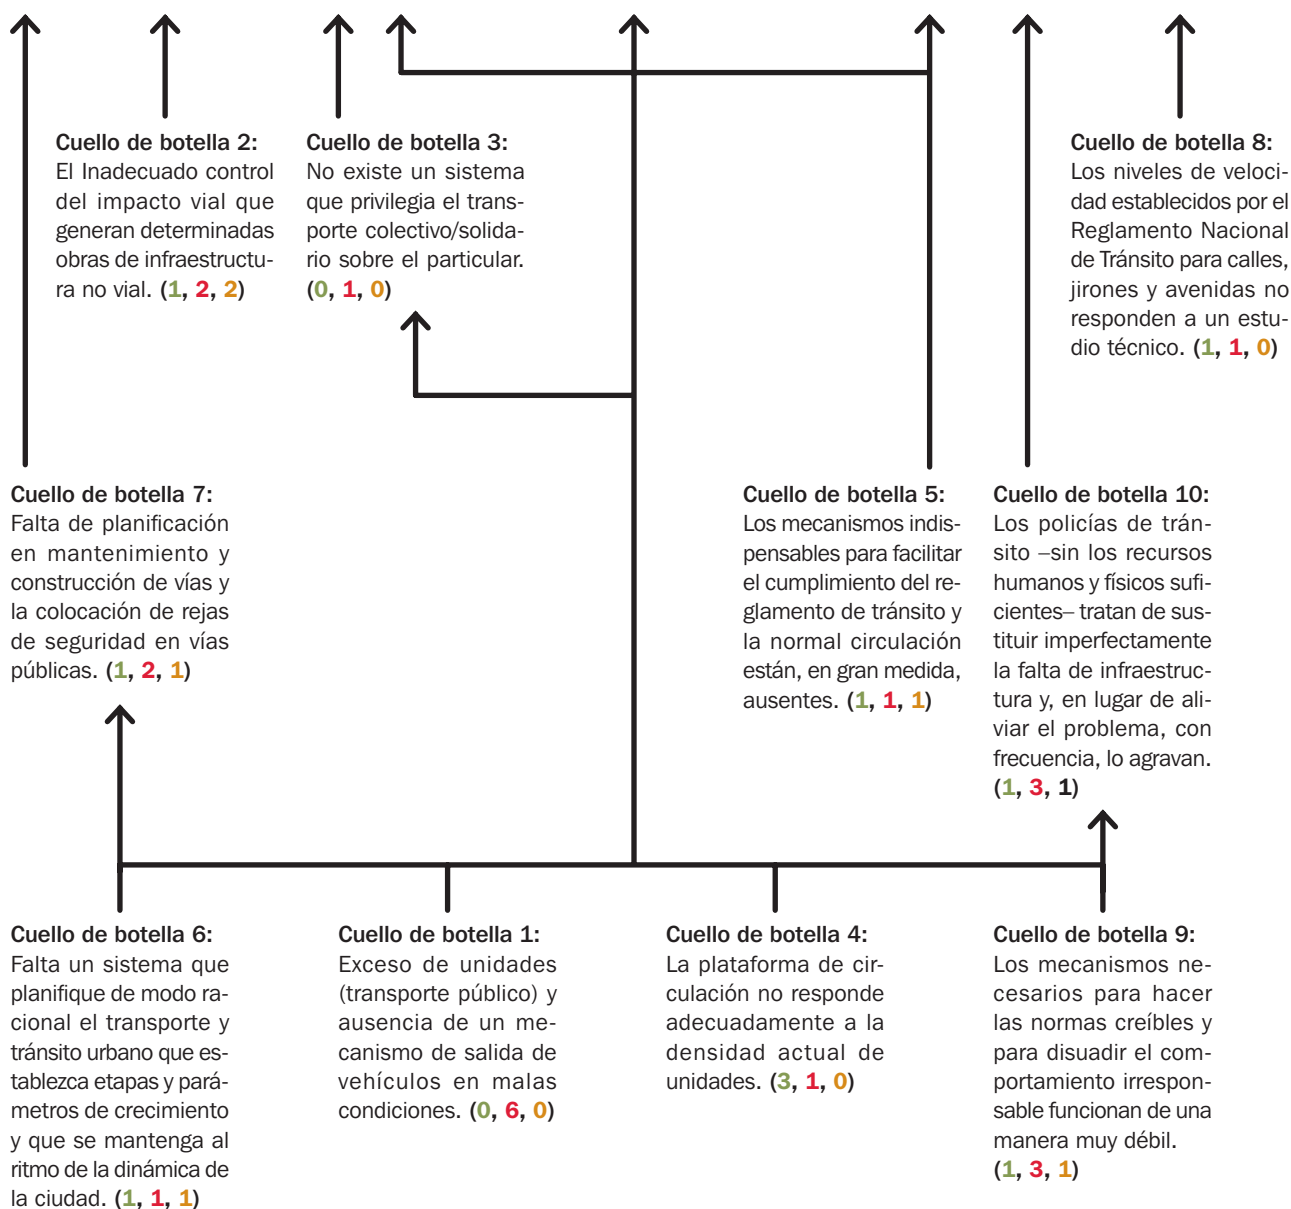 Cuello de botella 2:
El Inadecuado control
del impacto vial que
generan determinadas
obras de infraestructu-
ra no vial. (1, 2, 2)
Cuello de botella 3:
No existe un sistema
que privilegia el trans-
porte colectivo/solida-
rio sobre el particular.
(0, 1, 0)
Cuello de botella 8:
Los niveles de veloci-
dad establecidos por el
Reglamento Nacional
de Tránsito para calles,
jirones y avenidas no
responden a un estu-
dio técnico. (1, 1, 0)
Cuello de botella 7:
Falta de planificación
en mantenimiento y
construcción de vías y
la colocación de rejas
de seguridad en vías
públicas. (1, 2, 1)
Cuello de botella 5:
Los mecanismos indis-
pensables para facilitar
el cumplimiento del re-
glamento de tránsito y
la normal circulación
están, en gran medida,
ausentes. (1, 1, 1)
Cuello de botella 10:
Los policías de trán-
sito –sin los recursos
humanos y físicos sufi-
cientes– tratan de sus-
tituir imperfectamente
la falta de infraestruc-
tura y, en lugar de ali-
viar el problema, con
frecuencia, lo agravan.
(1, 3, 1)
Cuello de botella 6:
Falta un sistema que
planifique de modo ra-
cional el transporte y
tránsito urbano que es-
tablezca etapas y pará-
metros de crecimiento
y que se mantenga al
ritmo de la dinámica de
la ciudad. (1, 1, 1)
Cuello de botella 1:
Exceso de unidades
(transporte público) y
ausencia de un me-
canismo de salida de
vehículos en malas
condiciones. (0, 6, 0)
Cuello de botella 4:
La plataforma de cir-
culación no responde
adecuadamente a la
densidad actual de
unidades. (3, 1, 0)
Cuello de botella 9:
Los mecanismos ne-
cesarios para hacer
las normas creíbles y
para disuadir el com-
portamiento irrespon-
sable funcionan de una
manera muy débil.
(1, 3, 1)